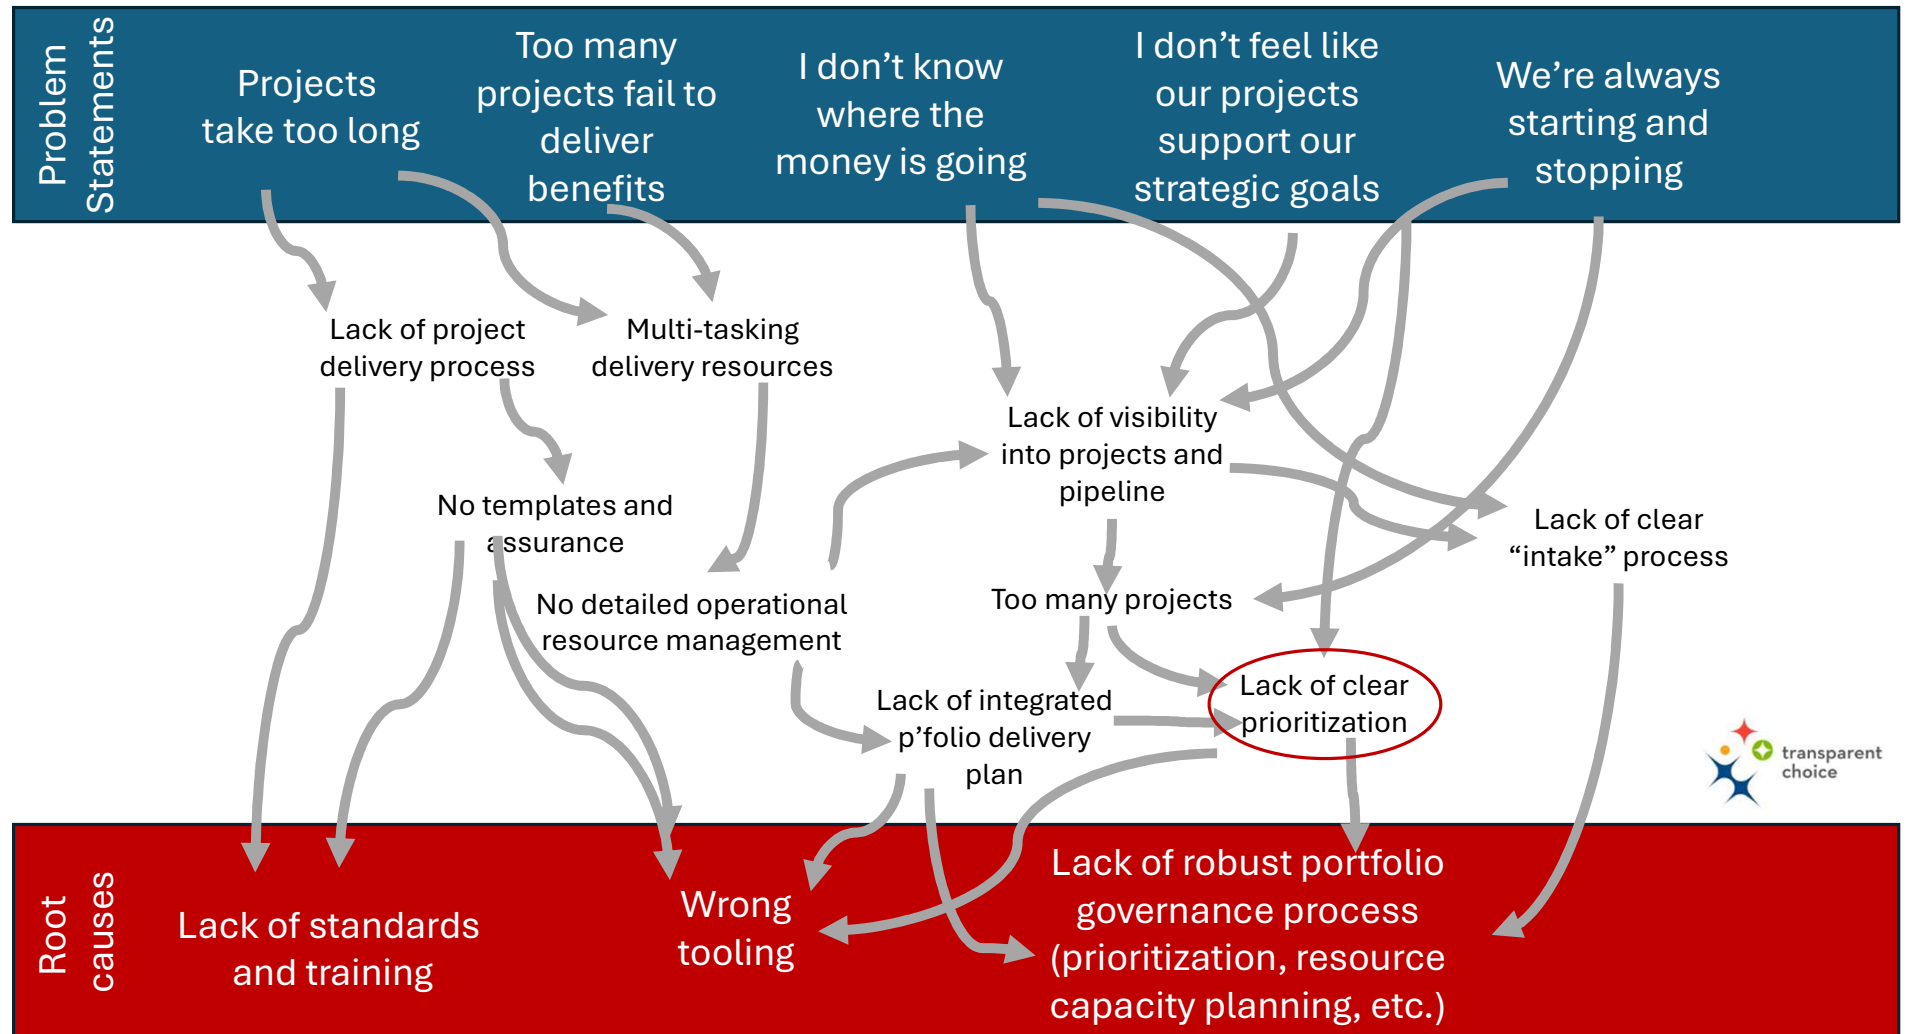 Problem
Statements
Projects
take too long
Too many
projects fail to
deliver
benefits
I don’t know
where the
money is going
I don’t feel like
our projects
support our
strategic goals
We’re always
starting and
stopping
Lack of project
delivery process
Multi-tasking
delivery resources
Lack of visibility
into projects and
pipeline
No templates and
assurance
Lack of clear
“intake” process
No detailed operational
resource management
Too many projects
Lack of integrated
p’folio delivery
plan
Lack of clear
prioritization
transparent
choice
Root
causes
Lack of standards
and training
Wrong
tooling
Lack of robust portfolio
governance process
(prioritization, resource
capacity planning, etc.)